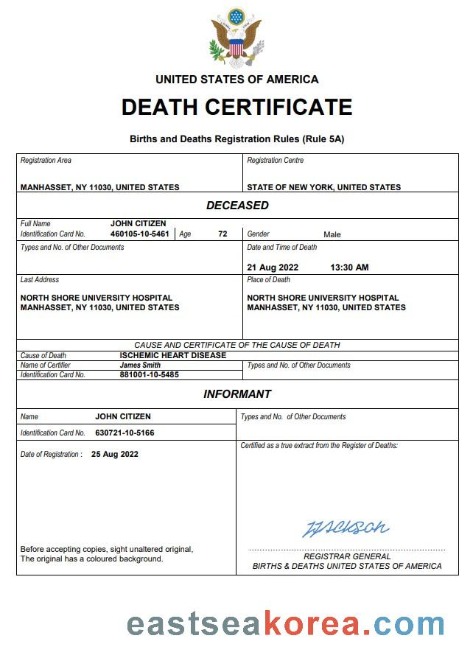 UNITED STATES OF AMERICA
DEATH CERTIFICATE
Births and Deaths Registration Rules (Rule 5A)
Registration Area
Registration Centre
MANHASSET, NY 11030, UNITED STATES
STATE OF NEW YORK, UNITED STATES
DECEASED
Full Name JOHN CITIZEN
Identification Card No. 460105-10-5461 Age 72 Gender Male
Types and No. of Other Documents
Date and Time of Death
21 Aug 2022 13:30 AM
Last Address
Place of Death
NORTH SHORE UNIVERSITY HOSPITAL
MANHASSET, NY 11030, UNITED STATES
NORTH SHORE UNIVERSITY HOSPITAL
MANHASSET, NY 11030, UNITED STATES
CAUSE AND CERTIFICATE OF THE CAUSE OF DEATH
Cause of Death ISCHEMIC HEART DISEASE
Name of Certifier James Smith
Types and No. of Other Documents
Identification Card No. 881001-10-5485
INFORMANT
Name JOHN CITIZEN
Types and No. of Other Documents
Identification Card No. 630721-10-5166
Certified as a true extract from the Register of Deaths:
Date of Registration : 25 Aug 2022
Before accepting copies, sight unaltered original,
The original has a coloured background.
REGISTRAR GENERAL
BIRTHS & DEATHS UNITED STATES OF AMERICA
eastseakorea.com